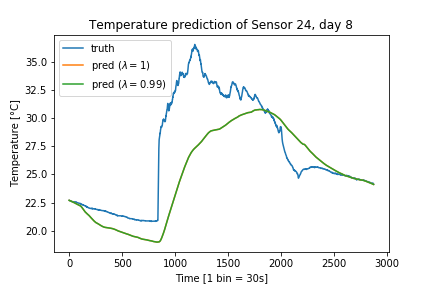 Temperature prediction of Sensor 24, day 8
truth
pred (λ = 1)
pred (λ = 0.99)
Temperature [°C]
35.0
32.5
30.0
27.5
25.0
22.5
20.0
0 500 1000 1500 2000 2500 3000
Time [1 bin = 30s]